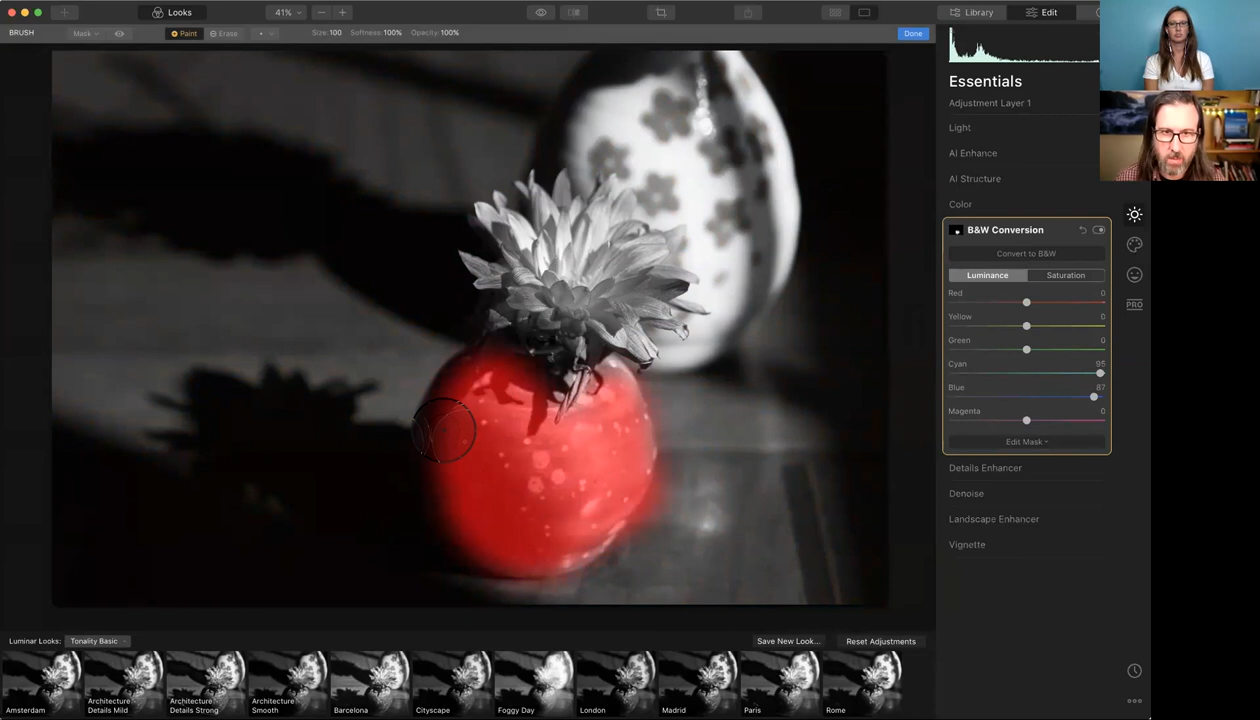 Looks
41%
Library
Edit
BRUSH
Mask
Paint
Erase
Size:100
Softness:100%
Opacity:100%
Done
Essentials
Adjustment Layer 1
Light
AI Enhance
AI Structure
Color
B&W Conversion
Convert to B&W
Luminance
Saturation
Red
0
Yellow
0
Green
0
Cyan
95
Blue
87
Magenta
0
Edit Mask
Details Enhancer
Denoise
Landscape Enhancer
Vignette
PRO
Luminar Looks:
Tonality Basic
Save New Look...
Reset Adjustments
Amsterdam
Architecture
Details Mild
Architecture
Details Strong
Architecture
Smooth
Barcelona
Cityscape
Foggy Day
London
Madrid
Paris
Rome